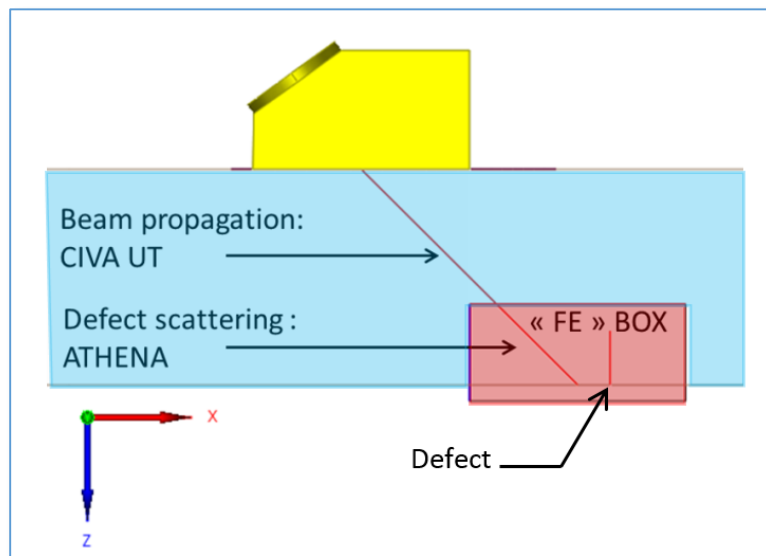 Beam propagation:
CIVA UT
Defect scattering :
ATHENA
« FE » BOX
Defect
X
Z